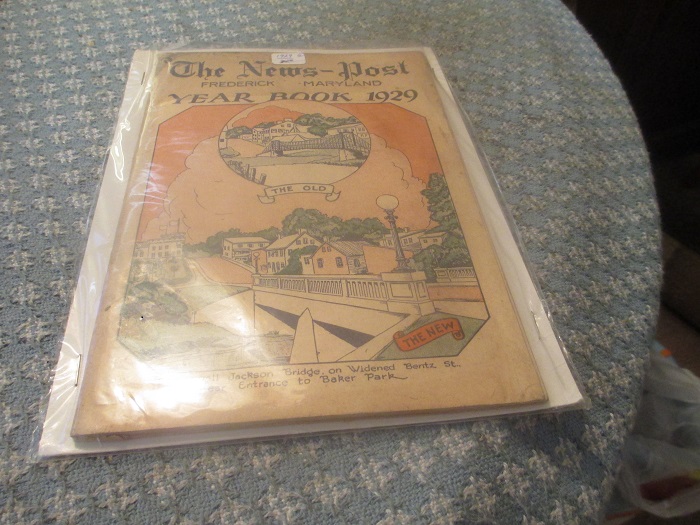 The News-Post
FREDERICK MARYLAND
YEAR BOOK 1929
THE OLD
THE NEW
Jackson Bridge, on Widened Bentz St.
Entrance to Baker Park